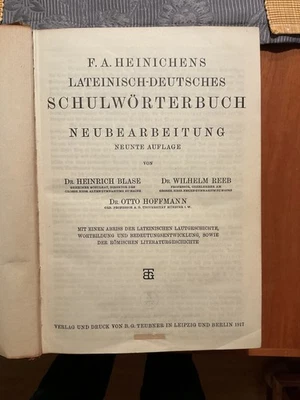 F. A. HEINICHENS
LATEINISCH-DEUTSCHES
SCHULWÖRTERBUCH
NEUBEARBEITUNG
NEUNTE AUFLAGE
VON
DR. HEINRICH BLASE DR. WILHELM REEB
DR. OTTO HOFFMANN
MIT EINEM ABRISS DER LATEINISCHEN LAUTGESCHICHTE,
WORTBILDUNG UND BEDEUTUNGSENTWICKLUNG, SOWIE
DER RÖMISCHEN LITERATURGESCHICHTE
VERLAG UND DRUCK VON B. G. TEUBNER IN LEIPZIG UND BERLIN 1917